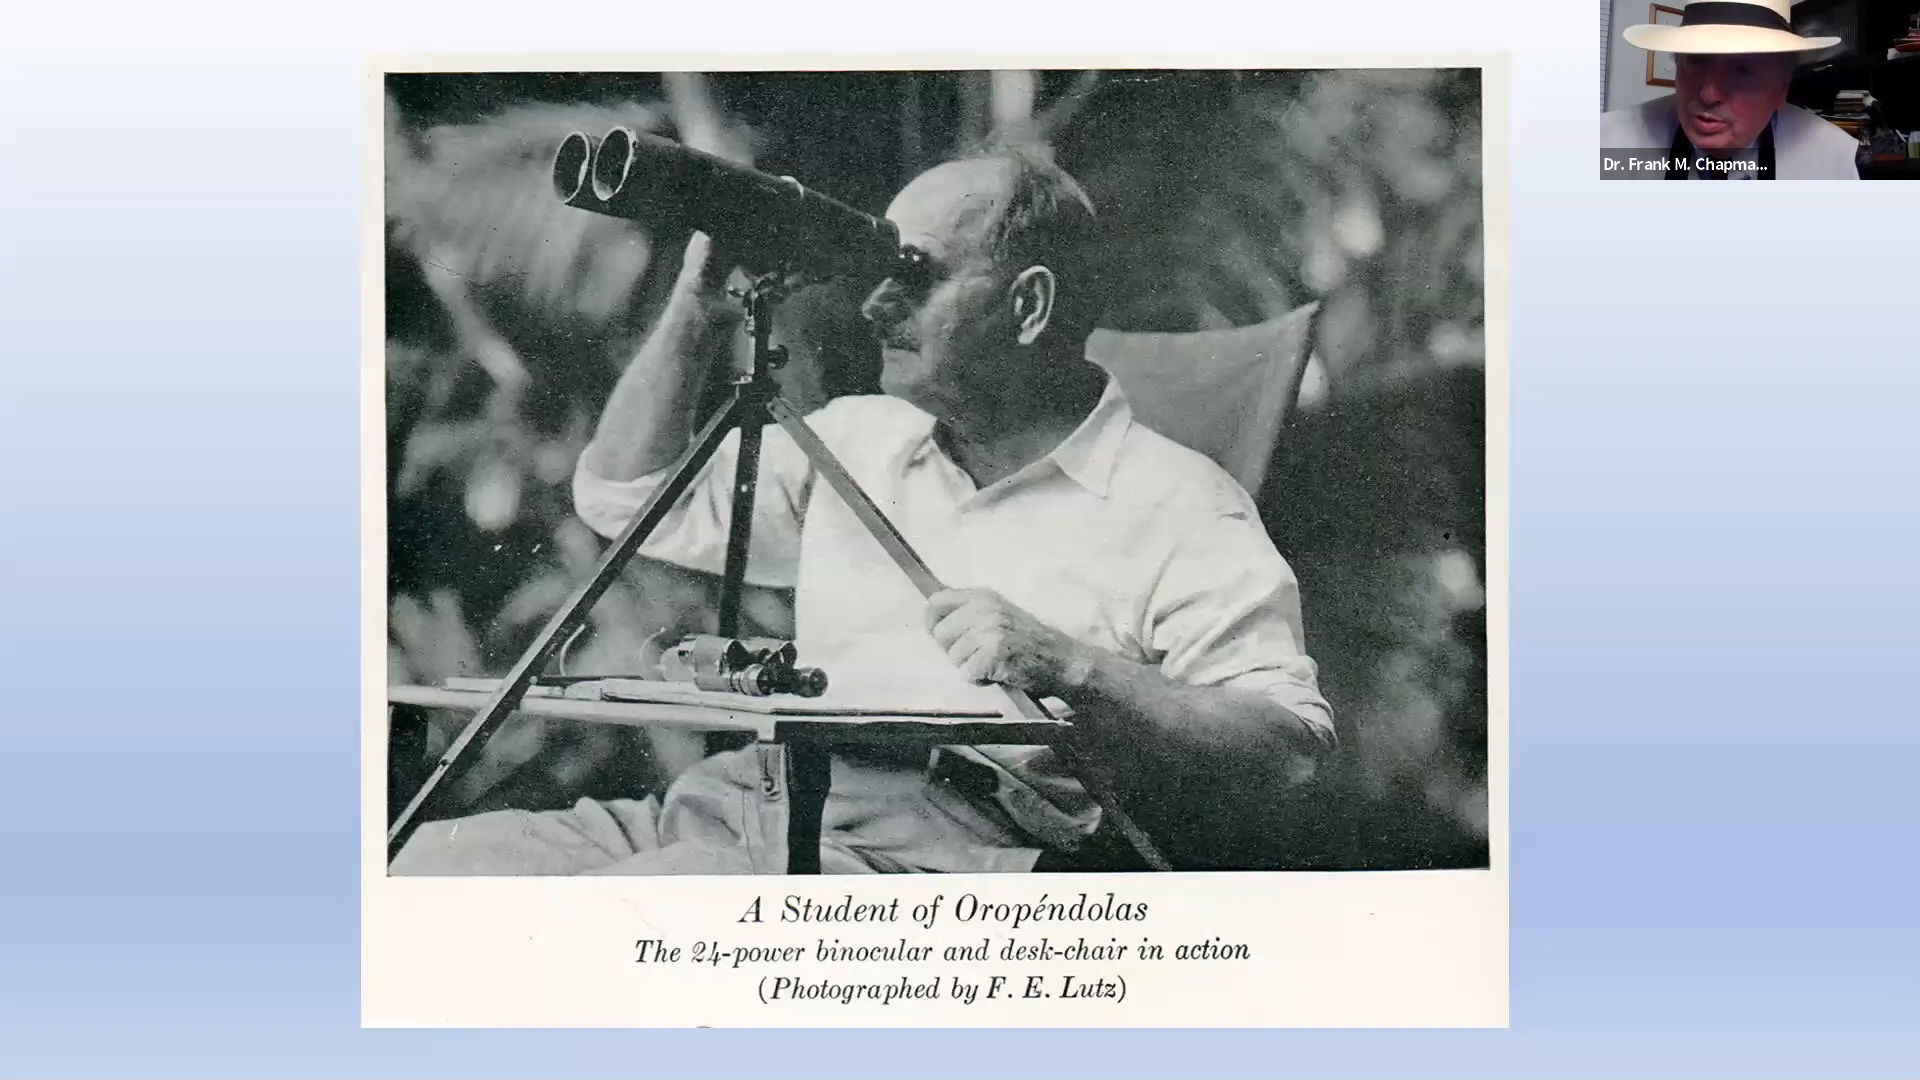 Dr. Frank M. Chapma...
A Student of Oropéndolas
The 24-power binocular and desk-chair in action
(Photographed by F. E. Lutz)